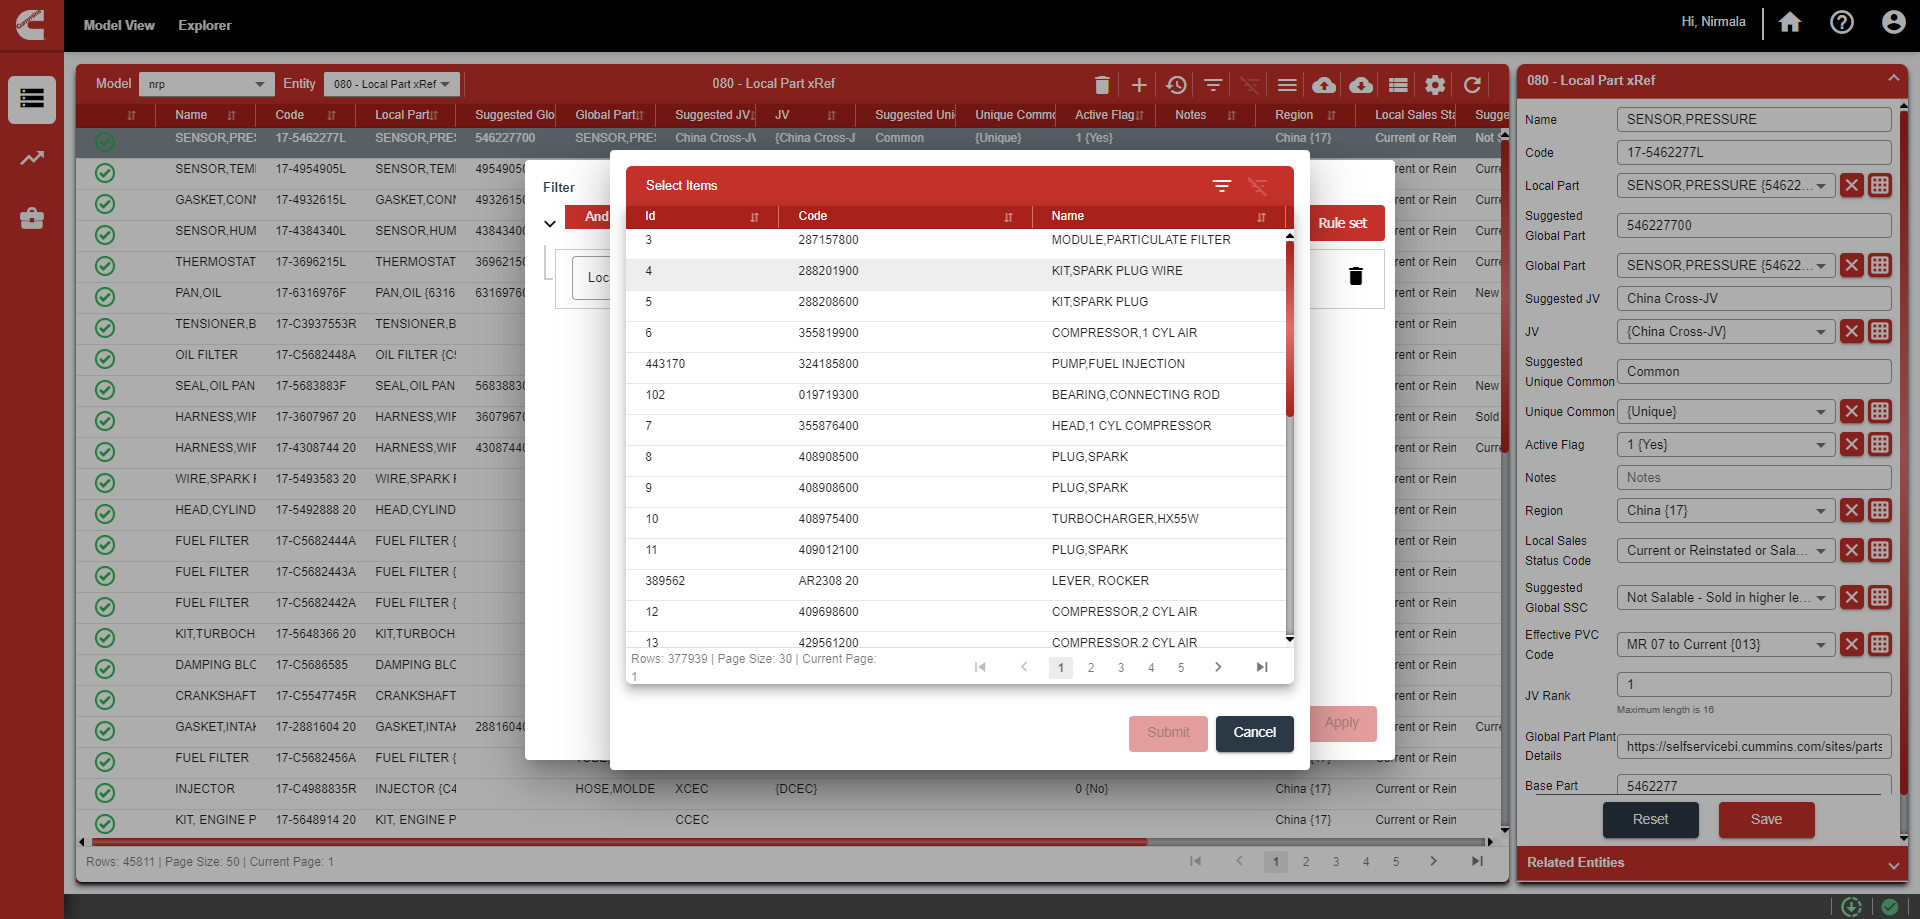 Cummins
Model View Explorer Hi, Nirmala
Model nrp Entity 080 - Local Part xRef 080 - Local Part xRef
Name Code Local Part Suggested Glo Global Part Suggested JV JV Suggested Uni Unique Commo Active Flag Notes Region Local Sales Sta Sugge
SENSOR,PRES 17-5462277L SENSOR,PRES 546227700 SENSOR,PRES China Cross-JV {China Cross-J Common {Unique} 1 {Yes} China {17} Current or Rein Not
SENSOR,TEM 17-4954905L SENSOR,TEM 4954905 rent or Rein Curre
GASKET,CON 17-4932615L GASKET,CON 4932615 rent or Rein Curre
SENSOR,HUM 17-4384340L SENSOR,HUM 4384340 rent or Rein Curre
THERMOSTAT 17-3696215L THERMOSTAT 3696215 rent or Rein Curre
PAN,OIL 17-6316976F PAN,OIL {6316 6316976 rent or Rein New
TENSIONER,B 17-C3937553R TENSIONER,B rent or Rein
OIL FILTER 17-C5682448A OIL FILTER {C5 rent or Rein
SEAL,OIL PAN 17-5683883F SEAL,OIL PAN 5683883 rent or Rein New
HARNESS,WIF 17-3607967 20 HARNESS,WIF 3607967 rent or Rein Sold
HARNESS,WIF 17-4308744 20 HARNESS,WIF 4308744 rent or Rein Curre
WIRE,SPARK 17-5493583 20 WIRE,SPARK rent or Rein
HEAD,CYLIND 17-5492888 20 HEAD,CYLIND rent or Rein
FUEL FILTER 17-C5682444A FUEL FILTER { rent or Rein
FUEL FILTER 17-C5682443A FUEL FILTER { rent or Rein
FUEL FILTER 17-C5682442A FUEL FILTER { rent or Rein
KIT,TURBOCH 17-5648366 20 KIT,TURBOCH rent or Rein
DAMPING BLC 17-C5686585 DAMPING BLC rent or Rein
CRANKSHAFT 17-C5547745R CRANKSHAFT rent or Rein
GASKET,INTA 17-2881604 20 GASKET,INTA 2881604 rent or Rein Curre
FUEL FILTER 17-C5682456A FUEL FILTER { China {17} Current or Rein
INJECTOR 17-C4988835R INJECTOR {C4 HOSE,MOLDE XCEC {DCEC} 0 {No} China {17} Current or Rein
KIT, ENGINE P 17-5648914 20 KIT, ENGINE P CCEC China {17} Current or Rein
Rows: 45811 | Page Size: 50 | Current Page: 1 1 2 3 4 5
Filter
And Rule set
Loc
Apply
Select Items
Id Code Name
3 287157800 MODULE,PARTICULATE FILTER
4 288201900 KIT,SPARK PLUG WIRE
5 288208600 KIT,SPARK PLUG
6 355819900 COMPRESSOR,1 CYL AIR
443170 324185800 PUMP,FUEL INJECTION
102 019719300 BEARING,CONNECTING ROD
7 355876400 HEAD,1 CYL COMPRESSOR
8 408908500 PLUG,SPARK
9 408908600 PLUG,SPARK
10 408975400 TURBOCHARGER,HX55W
11 409012100 PLUG,SPARK
389562 AR2308 20 LEVER, ROCKER
12 409698600 COMPRESSOR,2 CYL AIR
13 429561200 COMPRESSOR,2 CYL AIR
Rows: 377939 | Page Size: 30 | Current Page:
1
1 2 3 4 5
Submit Cancel
080 - Local Part xRef
Name SENSOR,PRESSURE
Code 17-5462277L
Local Part SENSOR,PRESSURE {54622...
Suggested
Global Part 546227700
Global Part SENSOR,PRESSURE {54622...
Suggested JV China Cross-JV
JV {China Cross-JV}
Suggested
Unique Common Common
Unique Common {Unique}
Active Flag 1 {Yes}
Notes Notes
Region China {17}
Local Sales
Status Code Current or Reinstated or Sala...
Suggested
Global SSC Not Salable - Sold in higher le...
Effective PVC
Code MR 07 to Current {013}
JV Rank 1
Maximum length is 16
Global Part Plant
Details https://selfservicebi.cummins.com/sites/parts
Base Part 5462277
Reset Save
Related Entities